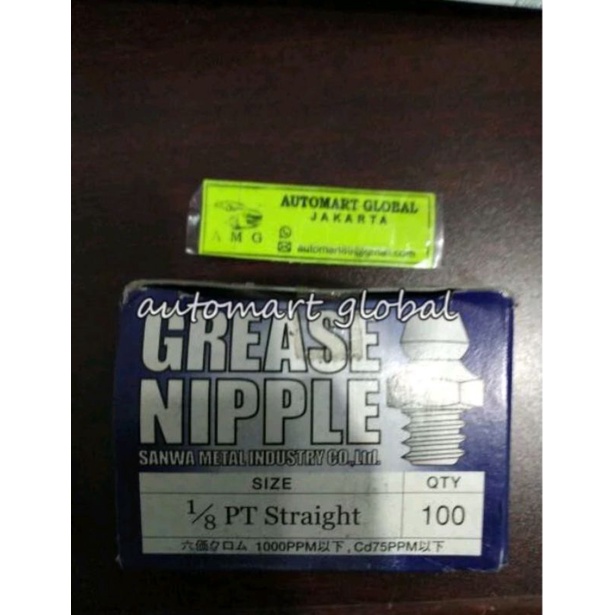 AUTOMART GLOBAL
JAKARTA
AMG
automart global
GREASE
NIPPLE
SANWA METAL INDUSTRY CO.,Ltd.
SIZE QTY
1/8 PT Straight 100
六価クロム 1000PPM以下,Cd75PPM以下